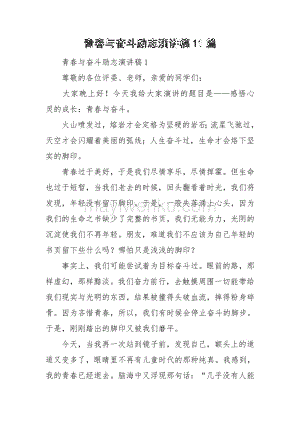 青春与奋斗励志演讲稿11篇
青春与奋斗励志演讲稿1
尊敬的各位评委、老师，亲爱的同学们：
大家晚上好！今天我给大家演讲的题目是——感悟心
灵的成长：青春、人生。
火山喷发过，熔岩才会定格为坚硬的岩石；流星飞驰过，
天空才会闪耀着美丽的弧线；人生奋斗过，生命才会烙下坚
实的脚印。
青春过于美好，于是我们尽情享乐，尽情挥霍。但生命
也过于短暂，当我们老去的时候，回头翻看着时光，我们将
发现，年轻没有留下脚印。于是，一股失落涌上心头，因为
我们的生命之书缺少了完整的书页。我们无能为力，光阴的
沉淀使我们不再年轻。朋友，难道我们不应该为自己年轻的
书页留下些什么吗？哪怕只是浅浅的脚印？
事实上，我们可能尝试着为目标奋斗过。眼前的路，那
样虚幻，那样黯淡。我们奋力前行，去触摸周围一切能带给
我们现实与光明的东西，结果被撞得头破血流，摔得粉身碎
骨。因为吝惜青春，所以，我们有时候会停止奋斗的脚步。
于是，刚刚踏出的脚印又被我们磨平。
今天，当我再一次站到镜子前，发现自己，额头上的道
道又变多了，眼睛里不再有儿童时代的那种纯真。我感到，我
的青春已经逝去。脑海中又浮现那句话：“几乎没有人能